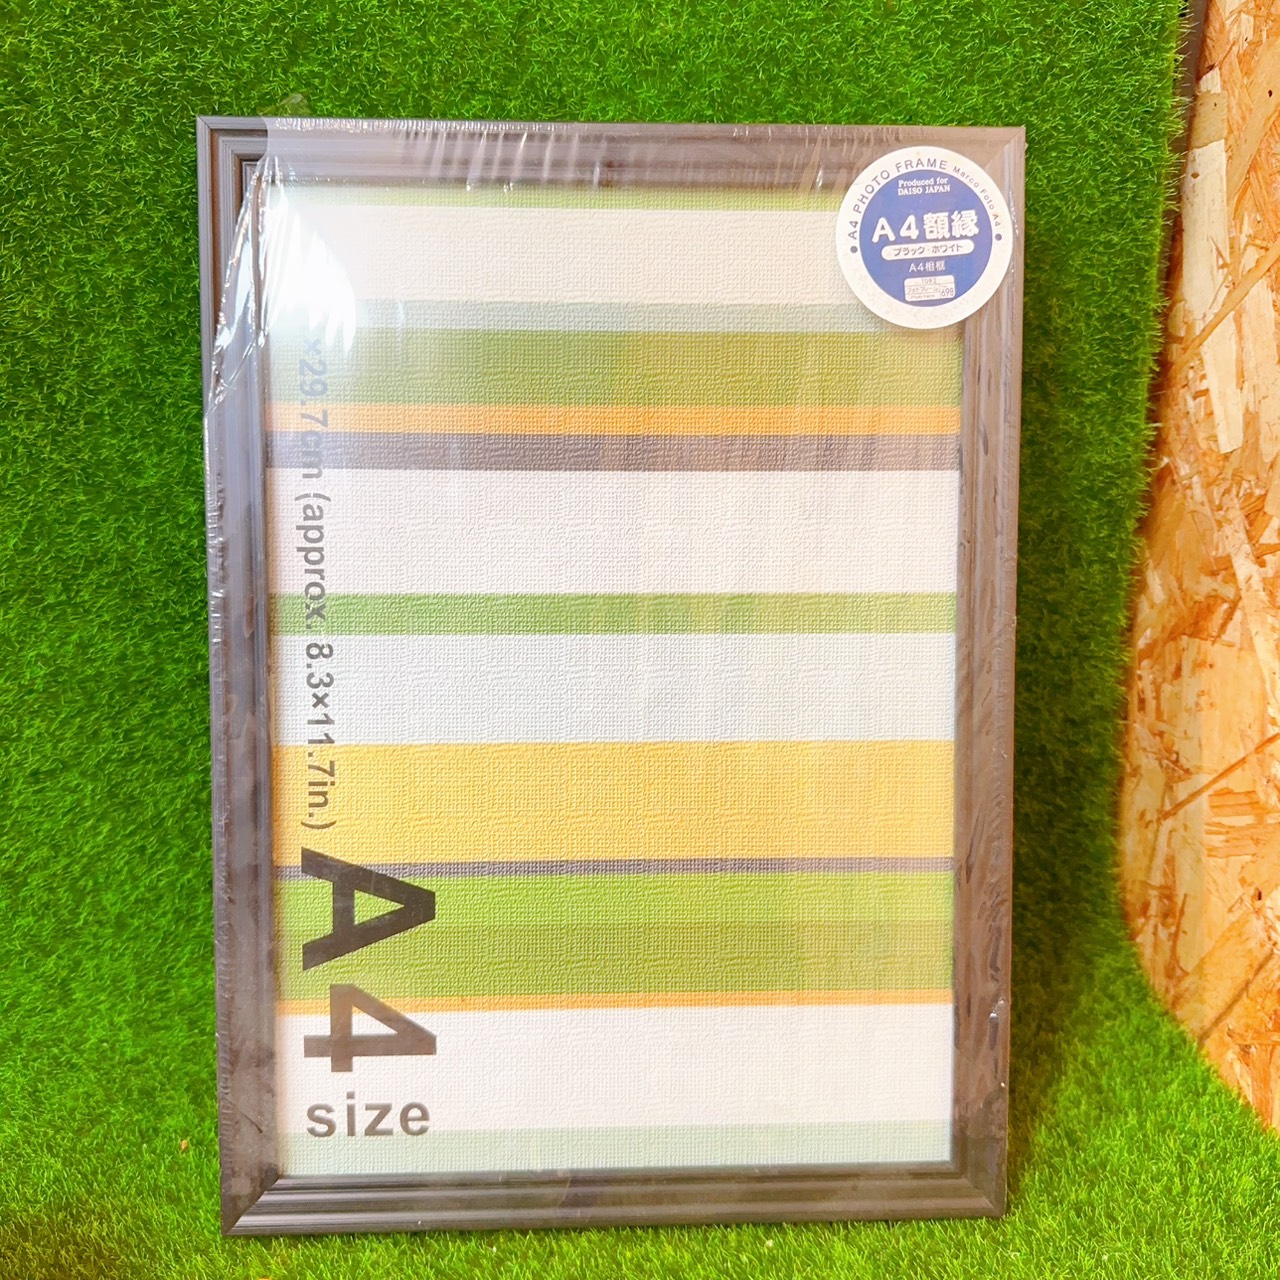 A4 PHOTO FRAME Marco Foto A4
Produced for
DAISO JAPAN
A4額縁
ブラック・ホワイト
A4相框
×29.7cm (approx. 8.3×11.7in.)
A4
size